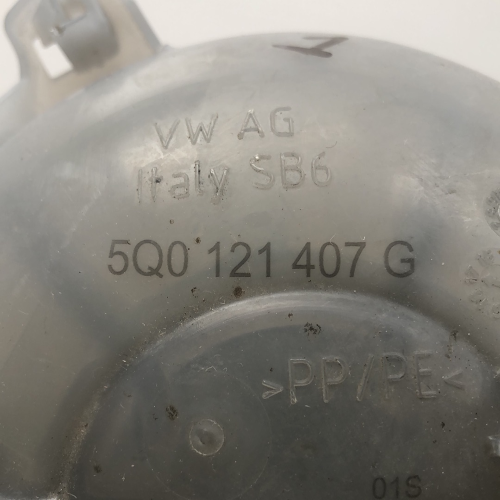 VW AG
Italy SB6
5Q0 121 407 G
>PP/PE<
01S